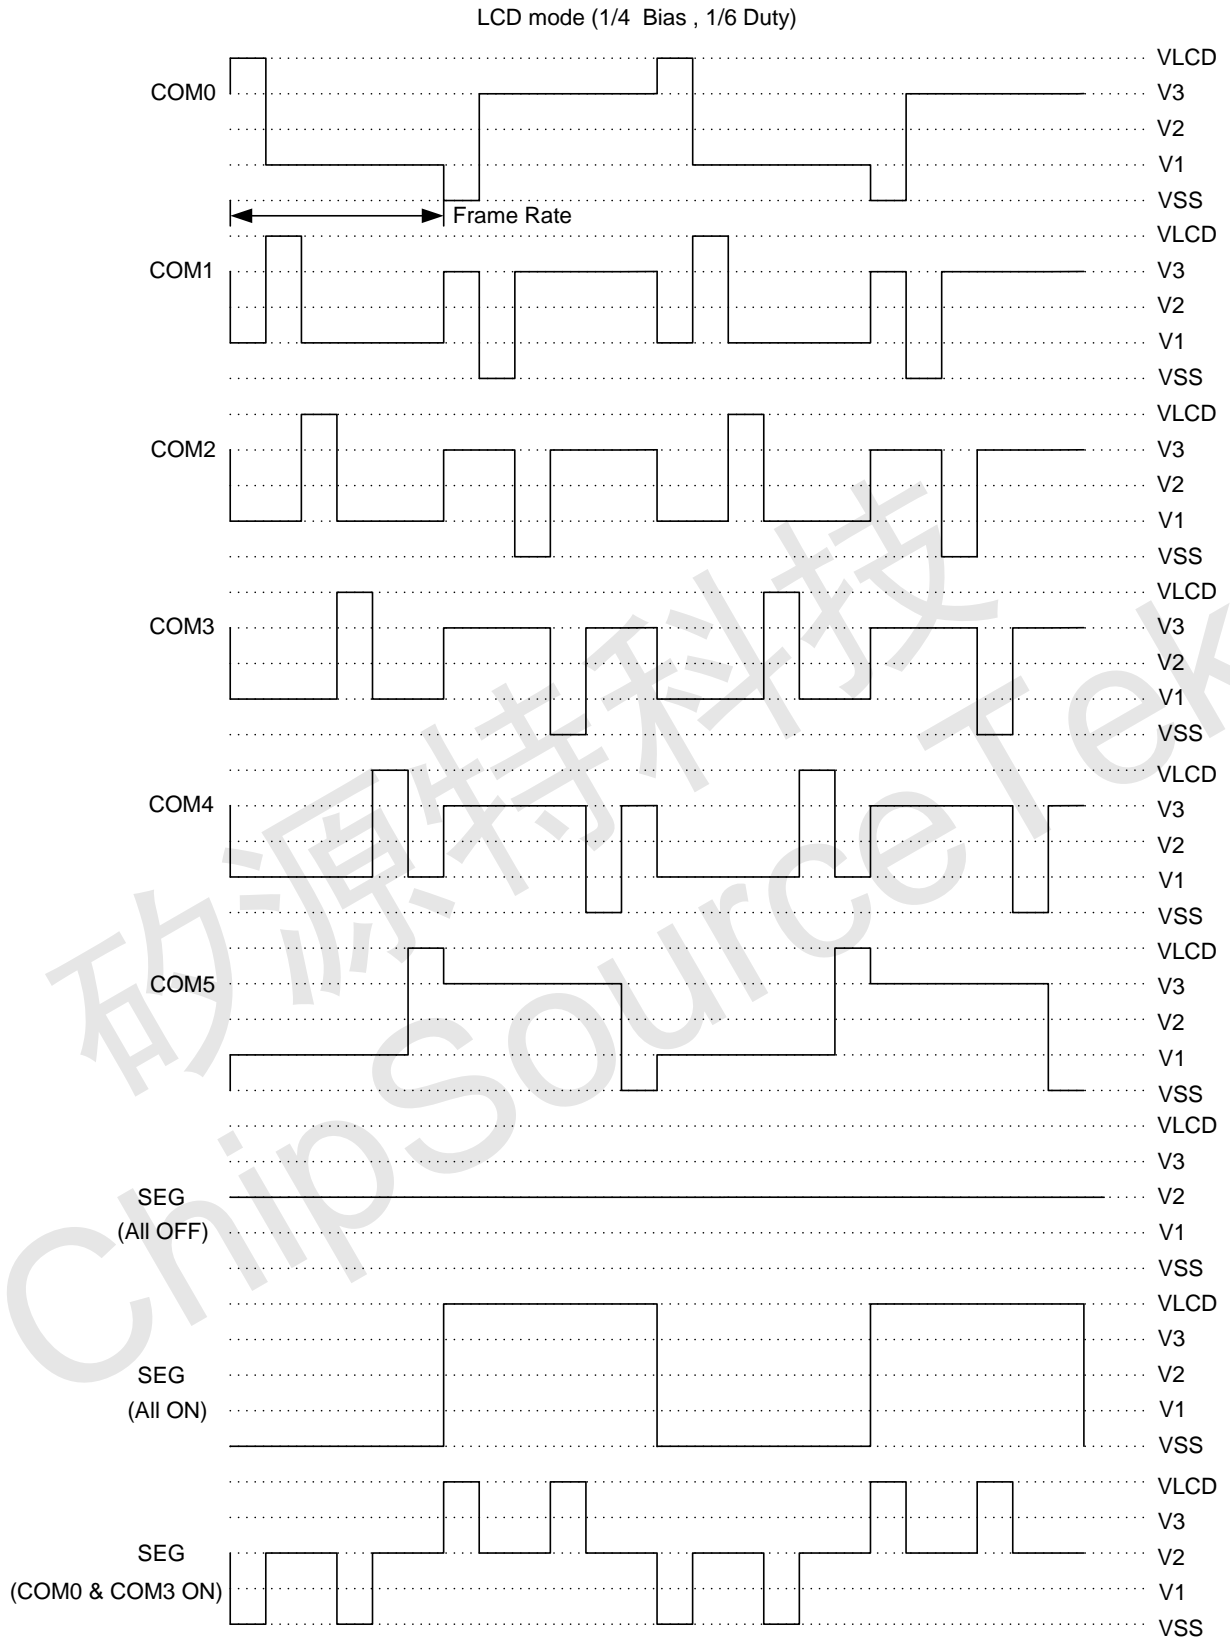 LCD mode (1/4 Bias , 1/6 Duty)
VLCD
COM0
V3
V2
V1
VSS
Frame Rate
VLCD
COM1
V3
V2
V1
VSS
VLCD
COM2
V3
V2
V1
VSS
VLCD
COM3
V3
V2
V1
VSS
VLCD
COM4
V3
V2
V1
VSS
VLCD
COM5
V3
V2
V1
VSS
VLCD
V3
SEG
V2
(All OFF)
V1
VSS
VLCD
V3
SEG
V2
(All ON)
V1
VSS
VLCD
V3
SEG
V2
(COM0 & COM3 ON)
V1
VSS
矽源特科技
ChipSourceTek